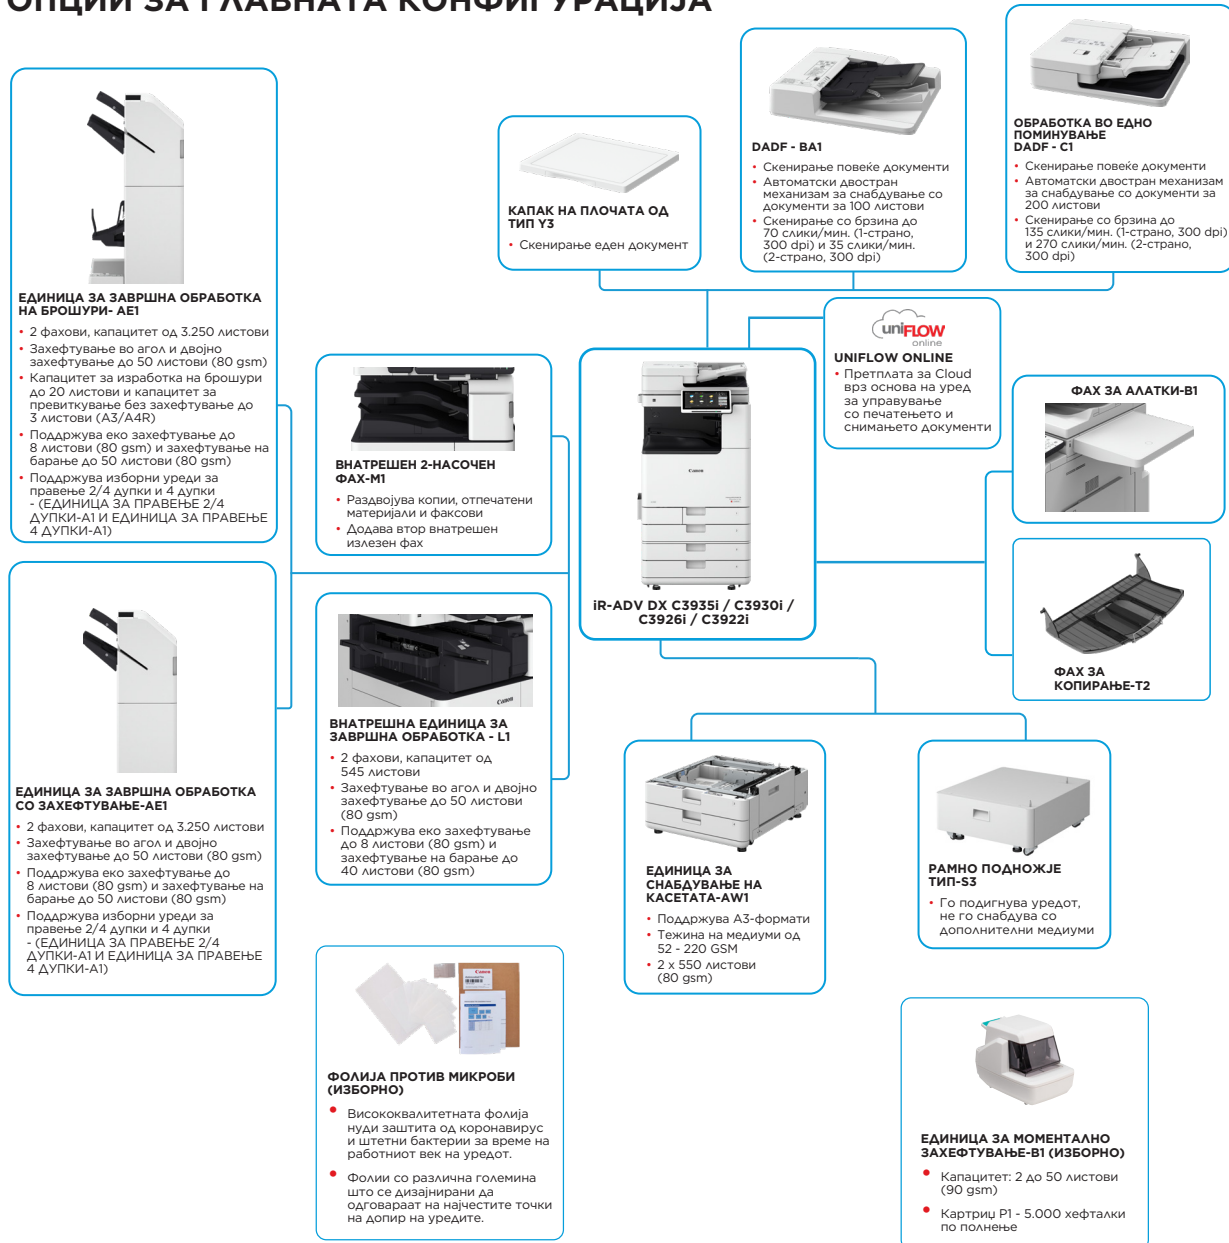 ОПЦИИ ЗА ГЛАВНАТА КОНФИГУРАЦИЈА
ЕДИНИЦА ЗА ЗАВРШНА ОБРАБОТКА
НА БРОШУРИ- AE1
• 2 фахови, капацитет од 3.250 листови
• Захефтување во агол и двојно
захефтување до 50 листови (80 gsm)
• Капацитет за изработка на брошури
до 20 листови и капацитет за
превиткување без захефтување до
3 листови (A3/A4R)
• Поддржува еко захефтување до
8 листови (80 gsm) и захефтување на
барање до 50 листови (80 gsm)
• Поддржува изборни уреди за
правење 2/4 дупки и 4 дупки
- (ЕДИНИЦА ЗА ПРАВЕЊЕ 2/4
ДУПКИ-A1 И ЕДИНИЦА ЗА ПРАВЕЊЕ
4 ДУПКИ-A1)
ЕДИНИЦА ЗА ЗАВРШНА ОБРАБОТКА
СО ЗАХЕФТУВАЊЕ-AE1
• 2 фахови, капацитет од 3.250 листови
• Захефтување во агол и двојно
захефтување до 50 листови (80 gsm)
• Поддржува еко захефтување до
8 листови (80 gsm) и захефтување на
барање до 50 листови (80 gsm)
• Поддржува изборни уреди за
правење 2/4 дупки и 4 дупки
- (ЕДИНИЦА ЗА ПРАВЕЊЕ 2/4
ДУПКИ-A1 И ЕДИНИЦА ЗА ПРАВЕЊЕ
4 ДУПКИ-A1)
ВНАТРЕШЕН 2-НАСОЧЕН
ФАХ-M1
• Раздвојува копии, отпечатени
материјали и факсови
• Додава втор внатрешен
излезен фах
Canon
ВНАТРЕШНА ЕДИНИЦА ЗА
ЗАВРШНА ОБРАБОТКА - L1
• 2 фахови, капацитет од
545 листови
• Захефтување во агол и двојно
захефтување до 50 листови
(80 gsm)
• Поддржува еко захефтување
до 8 листови (80 gsm) и
захефтување на барање до
40 листови (80 gsm)
КАПАК НА ПЛОЧАТА ОД
ТИП Y3
• Скенирање еден документ
DADF - BA1
• Скенирање повеќе документи
• Автоматски двостран
механизам за снабдување со
документи за 100 листови
• Скенирање со брзина до
70 слики/мин. (1-страно,
300 dpi) и 35 слики/мин.
(2-страно, 300 dpi)
ОБРАБОТКА ВО ЕДНО
ПОМИНУВАЊЕ
DADF - C1
• Скенирање повеќе документи
• Автоматски двостран механизам
за снабдување со документи за
200 листови
• Скенирање со брзина до
135 слики/мин. (1-страно, 300 dpi)
и 270 слики/мин. (2-страно,
300 dpi)
uniFLOW
online
UNIFLOW ONLINE
• Претплата за Cloud
врз основа на уред
за управување
со печатењето и
снимањето документи
Canon
iR-ADV DX C3935i / C3930i /
C3926i / C3922i
ФАХ ЗА АЛАТКИ-B1
ФАХ ЗА
КОПИРАЊЕ-T2
ЕДИНИЦА ЗА
СНАБДУВАЊЕ НА
КАСЕТАТА-AW1
• Поддржува A3-формати
• Тежина на медиуми од
52 - 220 GSM
• 2 x 550 листови
(80 gsm)
РАМНО ПОДНОЖЈЕ
ТИП-S3
• Го подигнува уредот,
не го снабдува со
дополнителни медиуми
Canon
ФОЛИЈА ПРОТИВ МИКРОБИ
(ИЗБОРНО)
• Висококвалитетната фолија
нуди заштита од коронавирус
и штетни бактерии за време на
работниот век на уредот.
• Фолии со различна големина
што се дизајнирани да
одговараат на најчестите точки
на допир на уредите.
ЕДИНИЦА ЗА МОМЕНТАЛНО
ЗАХЕФТУВАЊЕ-B1 (ИЗБОРНО)
• Капацитет: 2 до 50 листови
(90 gsm)
• Картриџ P1 - 5.000 хефталки
по полнење